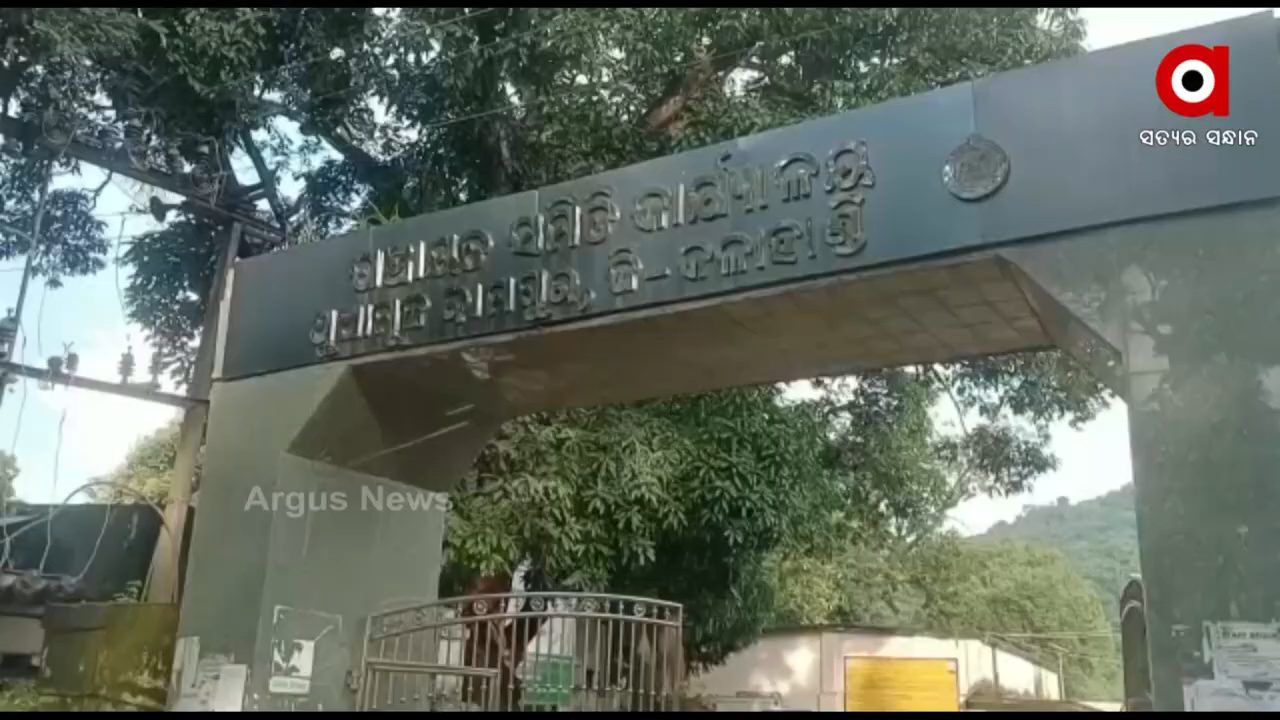 ସତ୍ୟର ସନ୍ଧାନ
ପଞ୍ଚାୟତ ସମିତି କାର୍ଯ୍ୟାଳୟ
ଥୁଆମୂଳ ରାମପୁର, ଜି-କଳାହାଣ୍ଡି
Argus News